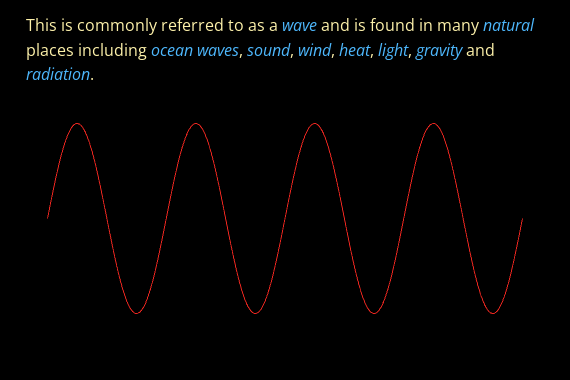 This is commonly referred to as a wave and is found in many natural
places including ocean waves, sound, wind, heat, light, gravity and
radiation.